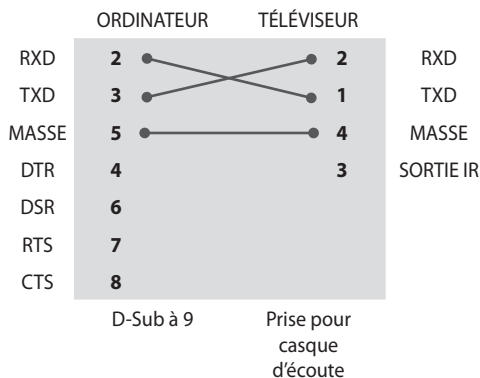 ORDINATEUR TÉLÉVISEUR
RXD 2 2 RXD
TXD 3 1 TXD
MASSE 5 4 MASSE
DTR 4 3 SORTIE IR
DSR 6
RTS 7
CTS 8
D-Sub à 9 Prise pour
casque
d'écoute